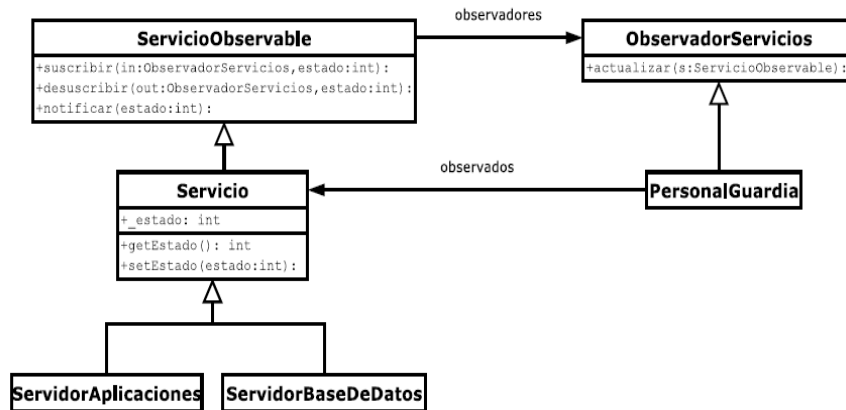 observadores
ServicioObservable
+suscribir(in:ObservadorServicios,estado:int):
+desuscribir(out:ObservadorServicios,estado:int):
+notificar(estado:int):
ObservadorServicios
+actualizar(s:ServicioObservable):
observados
Servicio
+_estado: int
+getEstado(): int
+setEstado(estado:int):
PersonalGuardia
ServidorAplicaciones
ServidorBaseDeDatos